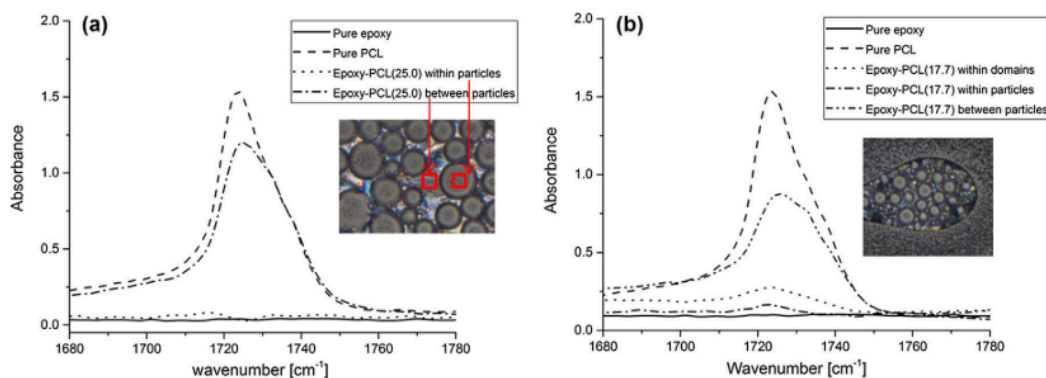 (a)
Pure epoxy
Pure PCL
Epoxy-PCL(25.0) within particles
Epoxy-PCL(25.0) between particles
2.0
1.5
1.0
0.5
0.0
Absorbance
1680
1700
1720
1740
1760
1780
wavenumber [cm⁻¹]
(b)
Pure epoxy
Pure PCL
Epoxy-PCL(17.7) within domains
Epoxy-PCL(17.7) within particles
Epoxy-PCL(17.7) between particles
2.0
1.5
1.0
0.5
0.0
Absorbance
1680
1700
1720
1740
1760
1780
Wavenumber [cm⁻¹]